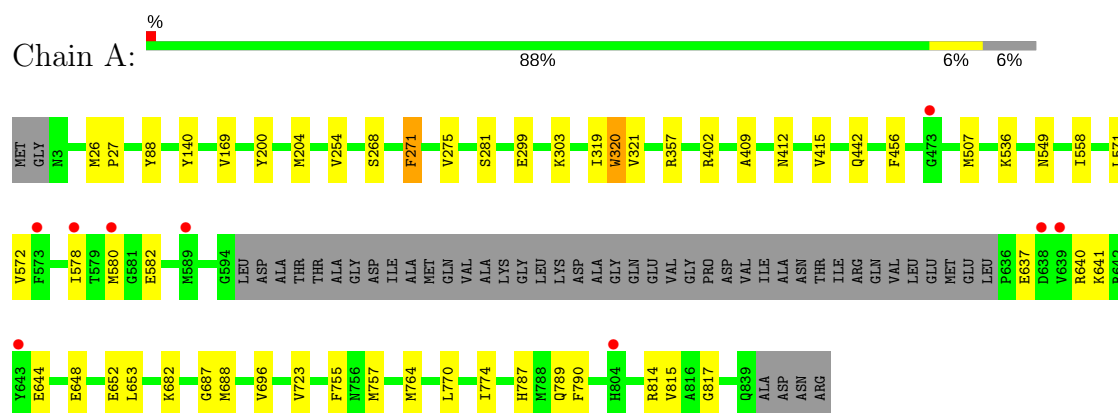 %
Chain A:
88% 6% 6%
MET GLY N3 M26 P27 Y88 Y140 V169 Y200 M204 V254 S268 F271 V275 S281 E299 K303 I319 W320 V321 R357 R402 A409 N412 V415 Q442 F456 G473 M507 K536 N549 I558 L571
V572 F573 I578 T579 M580 G581 E582 M589 G594 LEU ASP ALA THR THR ALA GLY ASP ILE ALA MET GLN VAL ALA LYS GLY LEU LYS ASP ALA GLY GLN GLU VAL GLY PRO ASP VAL ILE ALA ASN THR ILE ARG GLN VAL LEU GLU MET GLU LEU P636 E637 D638 V639 R640 K641 R642
Y643 E644 E648 E652 L653 K682 G687 M688 V696 V723 F755 N756 M757 M764 L770 I774 H787 M788 Q789 F790 H804 R814 V815 A816 G817 Q839 ALA ASP ASN ARG